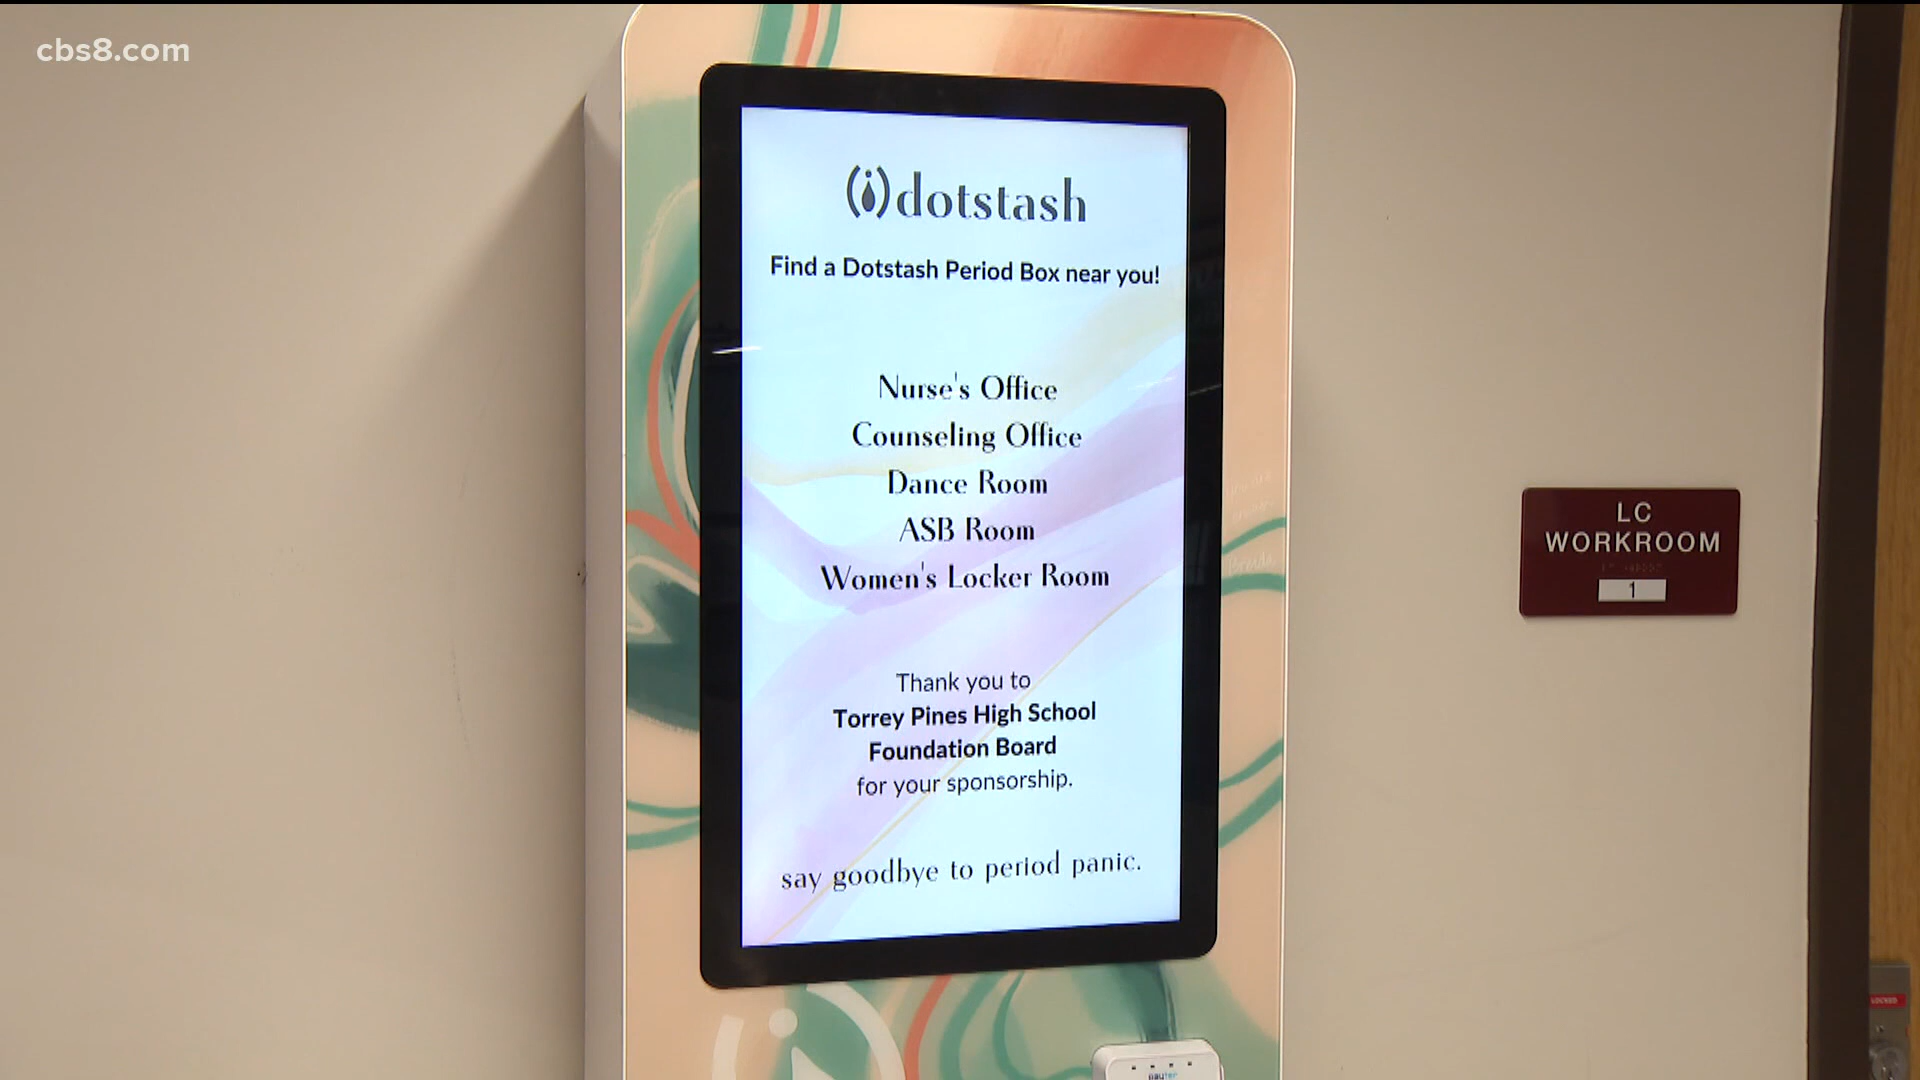 cbs8.com
dotstash
Find a Dotstash Period Box near you!
Nurse's Office
Counseling Office
Dance Room
ASB Room
Women's Locker Room
Thank you to
Torrey Pines High School
Foundation Board
for your sponsorship.
say goodbye to period panic.
LC
WORKROOM
1
LOCKED
nayter